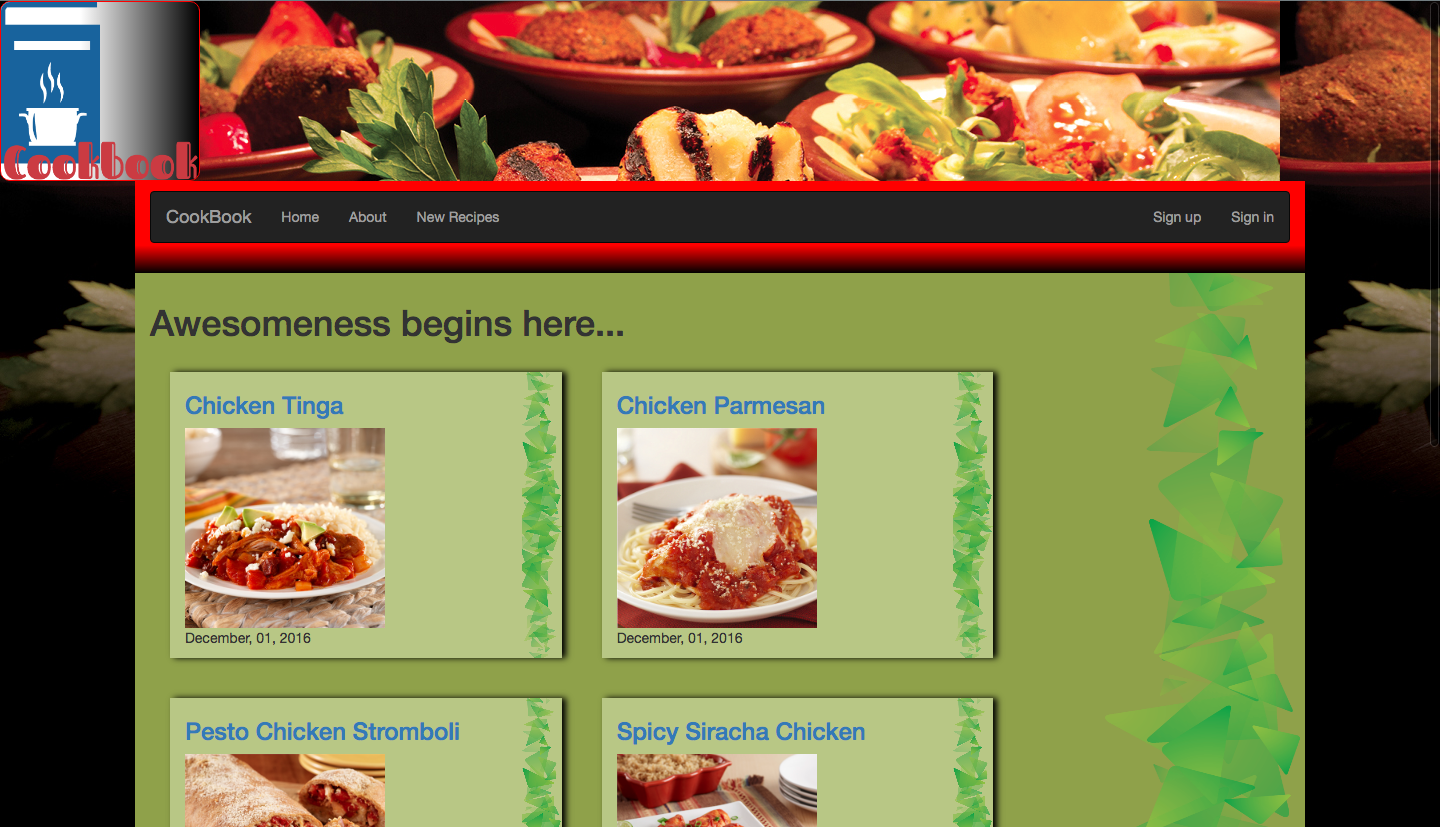 Cookbook
CookBook Home About New Recipes Sign up Sign in
Awesomeness begins here...
Chicken Tinga
December, 01, 2016
Chicken Parmesan
December, 01, 2016
Pesto Chicken Stromboli
Spicy Siracha Chicken